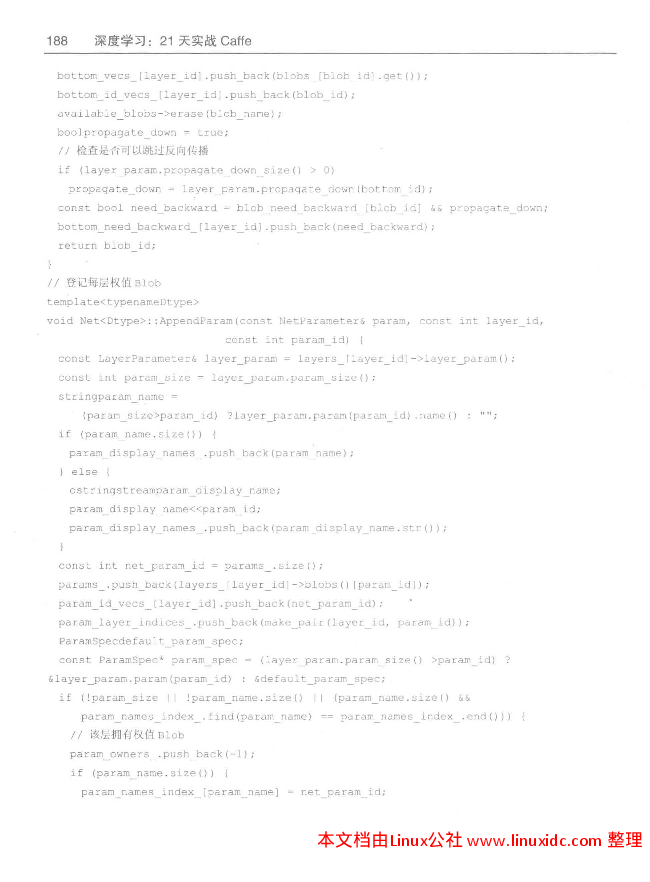 188 深度学习：21 天实战 Caffe
bottom_vecs_[layer_id].push_back(blobs_[blob_id].get());
bottom_id_vecs_[layer_id].push_back(blob_id);
available_blobs->erase(blob_name);
boolpropagate_down = true;
// 检查是否可以跳过反向传播
if (layer_param.propagate_down_size() > 0)
propagate_down = layer_param.propagate_down(bottom_id);
const bool need_backward = blob_need_backward_[blob_id] && propagate_down;
bottom_need_backward_[layer_id].push_back(need_backward);
return blob_id;
}
// 登记每层权值 Blob
template<typenameDtype>
void Net<Dtype>::AppendParam(const NetParameter& param, const int layer_id,
const int param_id) {
const LayerParameter& layer_param = layers_[layer_id]->layer_param();
const int param_size = layer_param.param_size();
stringparam_name =
(param_size>param_id) ?layer_param.param(param_id).name() : "";
if (param_name.size()) {
param_display_names_.push_back(param_name);
} else {
ostringstreamparam_display_name;
param_display_name<<param_id;
param_display_names_.push_back(param_display_name.str());
}
const int net_param_id = params_.size();
params_.push_back(layers_[layer_id]->blobs()[param_id]);
param_id_vecs_[layer_id].push_back(net_param_id);
param_layer_indices_.push_back(make_pair(layer_id, param_id));
ParamSpecdefault_param_spec;
const ParamSpec* param_spec = (layer_param.param_size() >param_id) ?
&layer_param.param(param_id) : &default_param_spec;
if (!param_size || !param_name.size() || (param_name.size() &&
param_names_index_.find(param_name) == param_names_index_.end())) {
// 该层拥有权值 Blob
param_owners_.push_back(-1);
if (param_name.size()) {
param_names_index_[param_name] = net_param_id;
本文档由Linux公社 www.linuxidc.com 整理